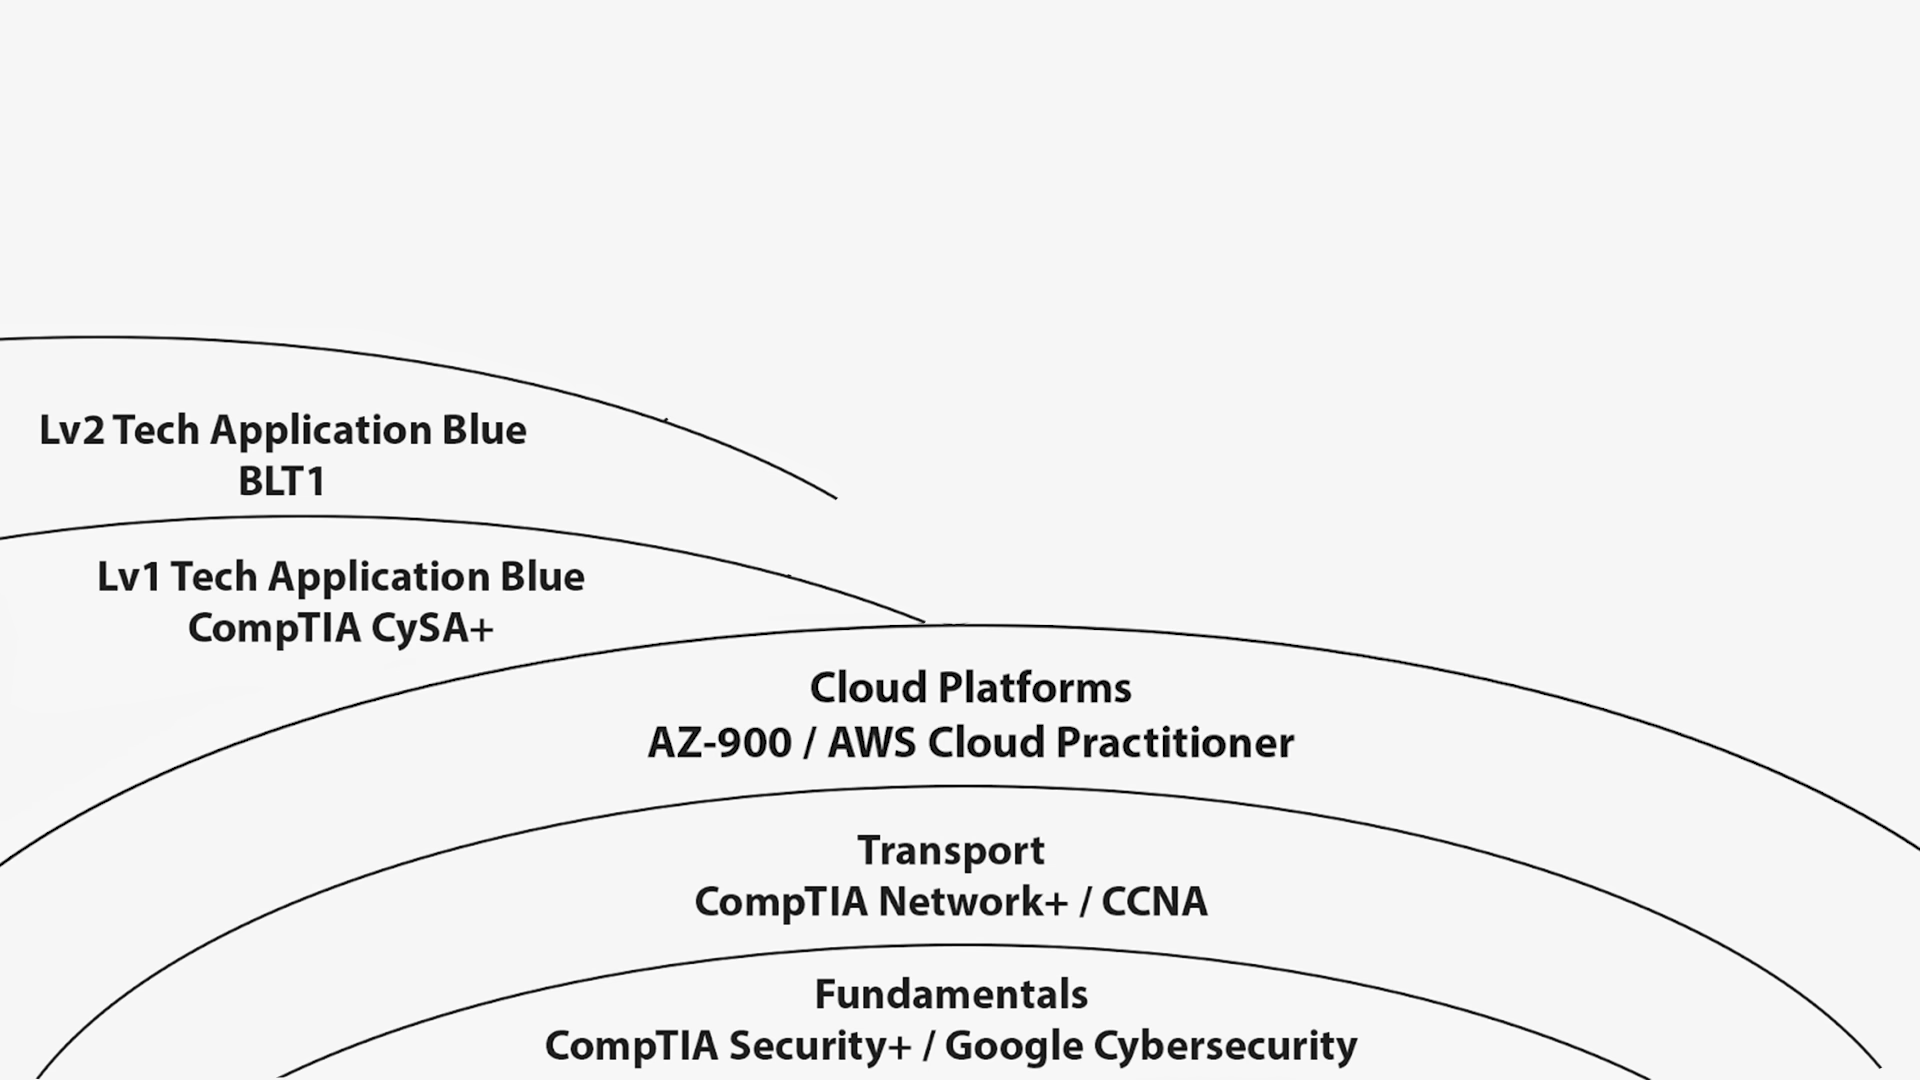 Lv2 Tech Application Blue
BLT1
Lv1 Tech Application Blue
CompTIA CySA+
Cloud Platforms
AZ-900 / AWS Cloud Practitioner
Transport
CompTIA Network+ / CCNA
Fundamentals
CompTIA Security+ / Google Cybersecurity